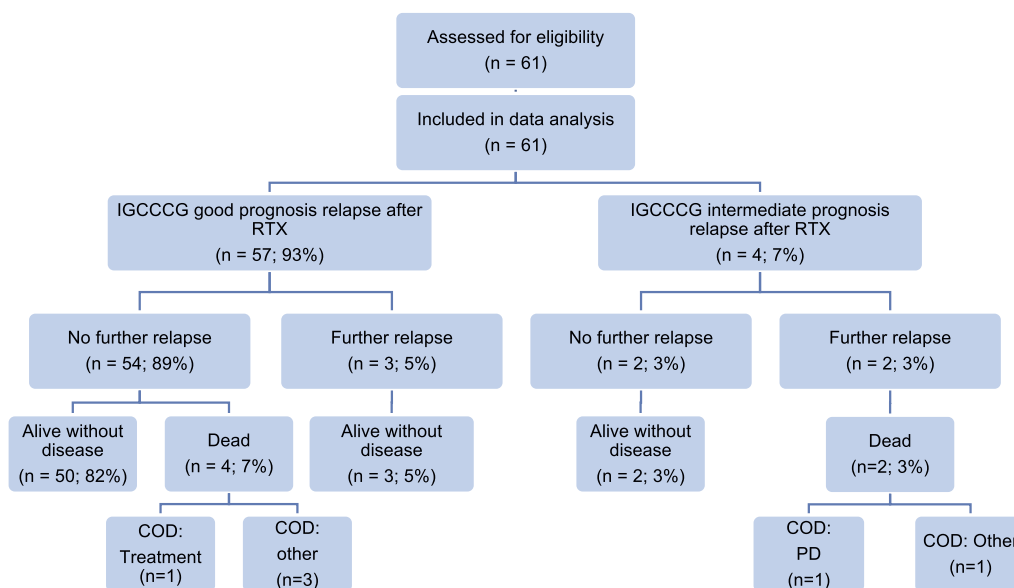 Assessed for eligibility
(n = 61)
Included in data analysis
(n = 61)
IGCCCG good prognosis relapse after
RTX
(n = 57; 93%)
IGCCCG intermediate prognosis
relapse after RTX
(n = 4; 7%)
No further relapse
(n = 54; 89%)
Further relapse
(n = 3; 5%)
No further relapse
(n = 2; 3%)
Further relapse
(n = 2; 3%)
Alive without
disease
(n = 50; 82%)
Dead
(n = 4; 7%)
Alive without
disease
(n = 3; 5%)
Alive without
disease
(n = 2; 3%)
Dead
(n=2; 3%)
COD:
Treatment
(n=1)
COD:
other
(n=3)
COD:
PD
(n=1)
COD: Other
(n=1)